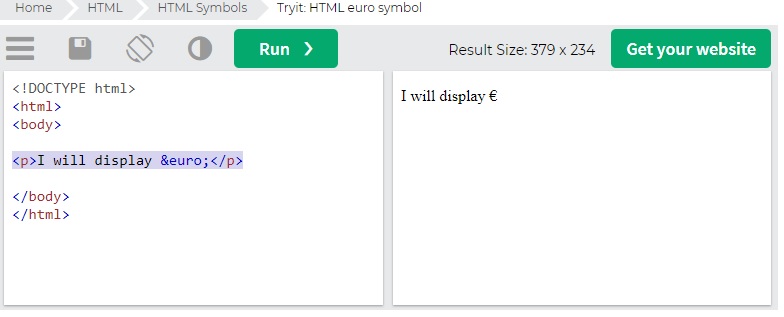 Home HTML HTML Symbols Tryit: HTML euro symbol
Run ❯ Result Size: 379 x 234 Get your website
<!DOCTYPE html>
<html>
<body>
<p>I will display &euro;</p>
</body>
</html>
I will display €